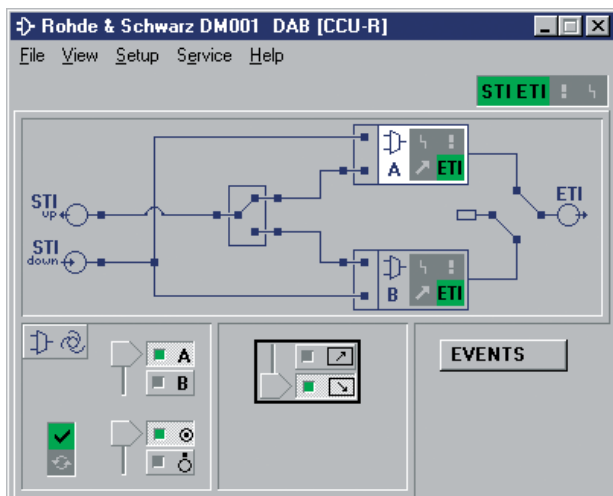 Rohde & Schwarz DM001 DAB [CCU-R]
File View Setup Service Help
STI ETI
A ETI
STI up
ETI
STI down
B ETI
A
B
EVENTS